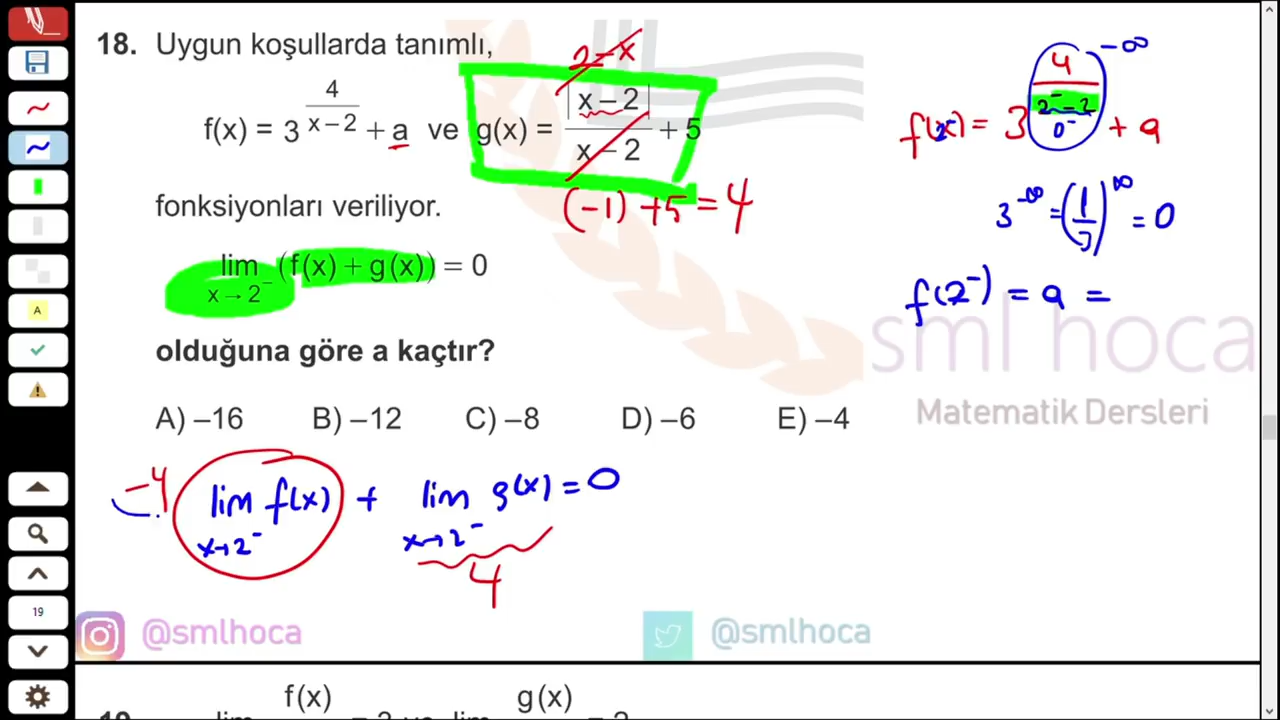 18. Uygun koşullarda tanımlı,
2-x
f(x) = 3^{4/(x-2)} + a ve g(x) = |x-2|/(x-2) + 5
(-1) + 5 = 4
fonksiyonları veriliyor.
lim x→2⁻ (f(x) + g(x)) = 0
olduğuna göre a kaçtır?
A) –16 B) –12 C) –8 D) –6 E) –4
-4 lim x→2⁻ f(x) + lim x→2⁻ g(x) = 0
4
4 -∞
2⁻-2
0⁻
= 3 + a
3^{-∞} = (1/3)^∞ = 0
f(2⁻) = a =
sml hoca
Matematik Dersleri
@smlhoca @smlhoca
A
19
f(x) g(x)